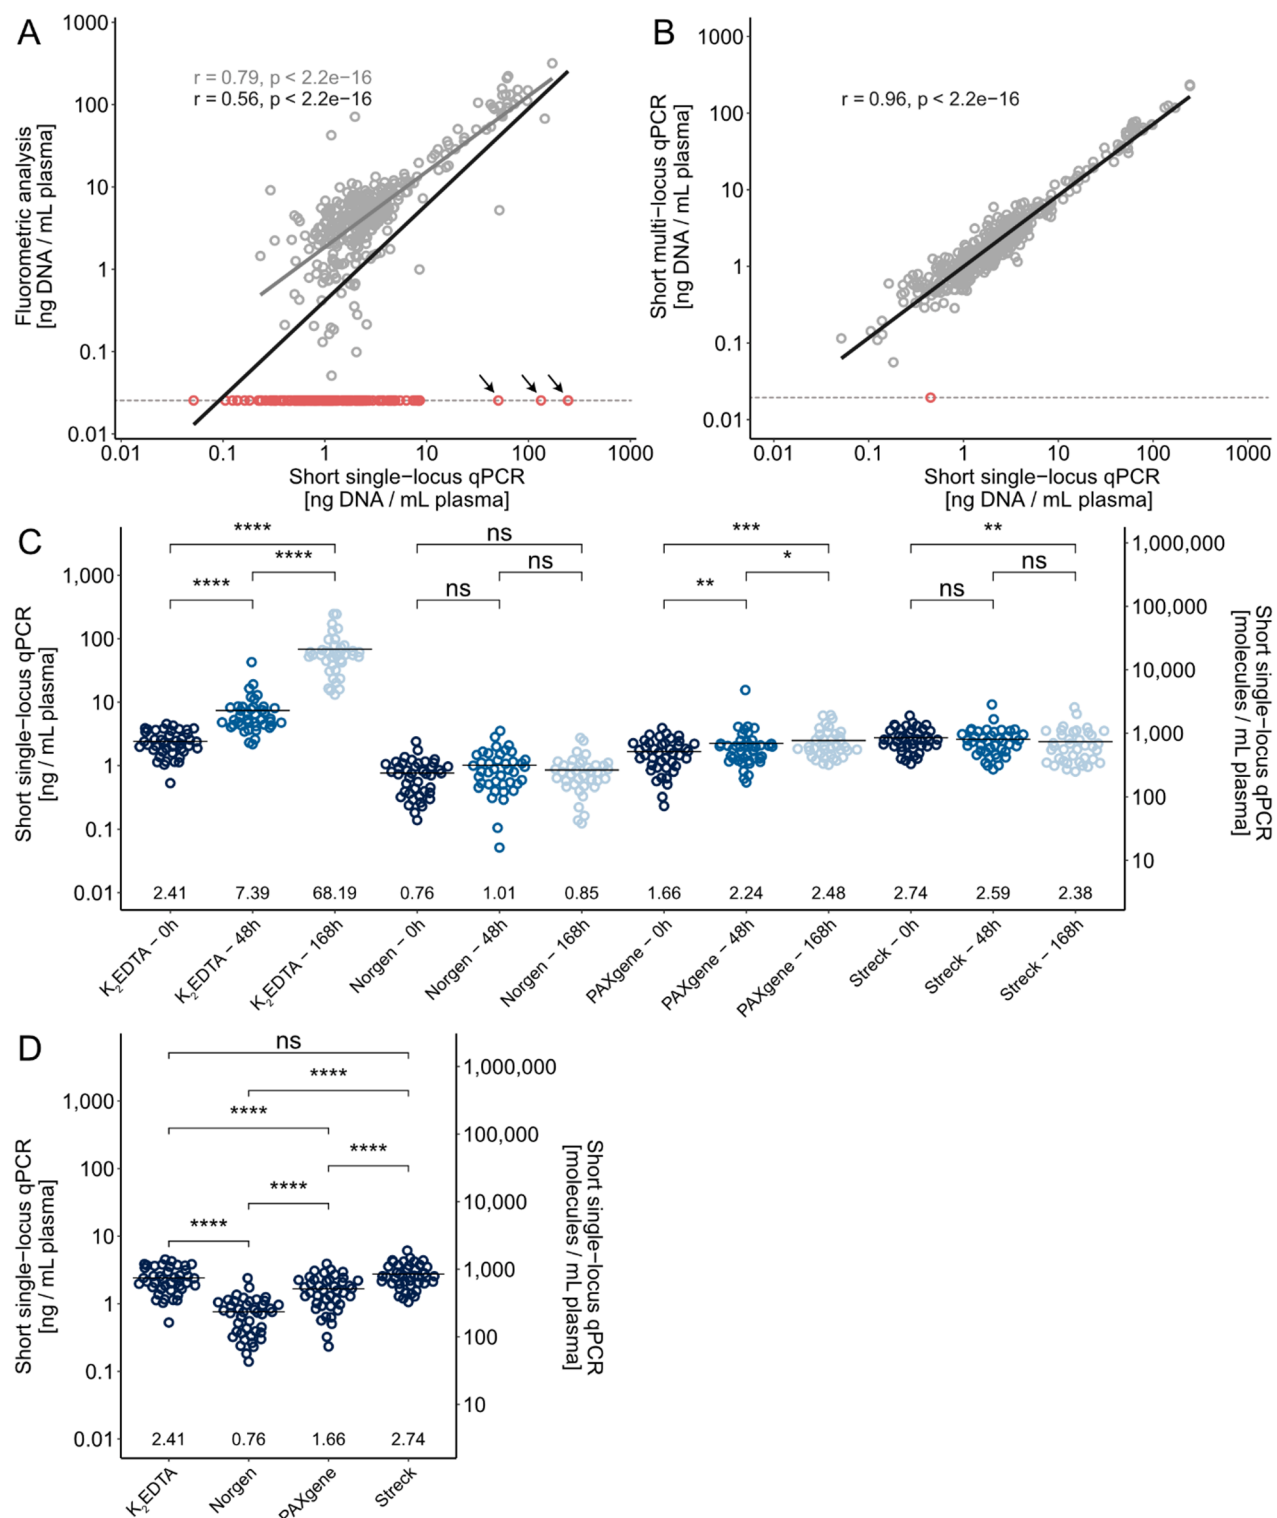 A
1000
100
10
1
0.1
0.01
Fluorometric analysis
[ng DNA / mL plasma]
r = 0.79, p < 2.2e−16
r = 0.56, p < 2.2e−16
0.01
0.1
1
10
100
1000
Short single−locus qPCR
[ng DNA / mL plasma]
B
1000
100
10
1
0.1
0.01
Short multi−locus qPCR
[ng DNA / mL plasma]
r = 0.96, p < 2.2e−16
0.01
0.1
1
10
100
1000
Short single−locus qPCR
[ng DNA / mL plasma]
C
Short single−locus qPCR
[ng / mL plasma]
1,000
100
10
1
0.1
0.01
****
****
****
ns
ns
ns
***
*
**
**
ns
ns
1,000,000
100,000
10,000
1,000
100
10
Short single−locus qPCR
[molecules / mL plasma]
2.41
7.39
68.19
0.76
1.01
0.85
1.66
2.24
2.48
2.74
2.59
2.38
K₂EDTA − 0h
K₂EDTA − 48h
K₂EDTA − 168h
Norgen − 0h
Norgen − 48h
Norgen − 168h
PAXgene − 0h
PAXgene − 48h
PAXgene − 168h
Streck − 0h
Streck − 48h
Streck − 168h
D
Short single−locus qPCR
[ng / mL plasma]
1,000
100
10
1
0.1
0.01
ns
****
****
****
****
****
1,000,000
100,000
10,000
1,000
100
10
Short single−locus qPCR
[molecules / mL plasma]
2.41
0.76
1.66
2.74
K₂EDTA
Norgen
PAXgene
Streck